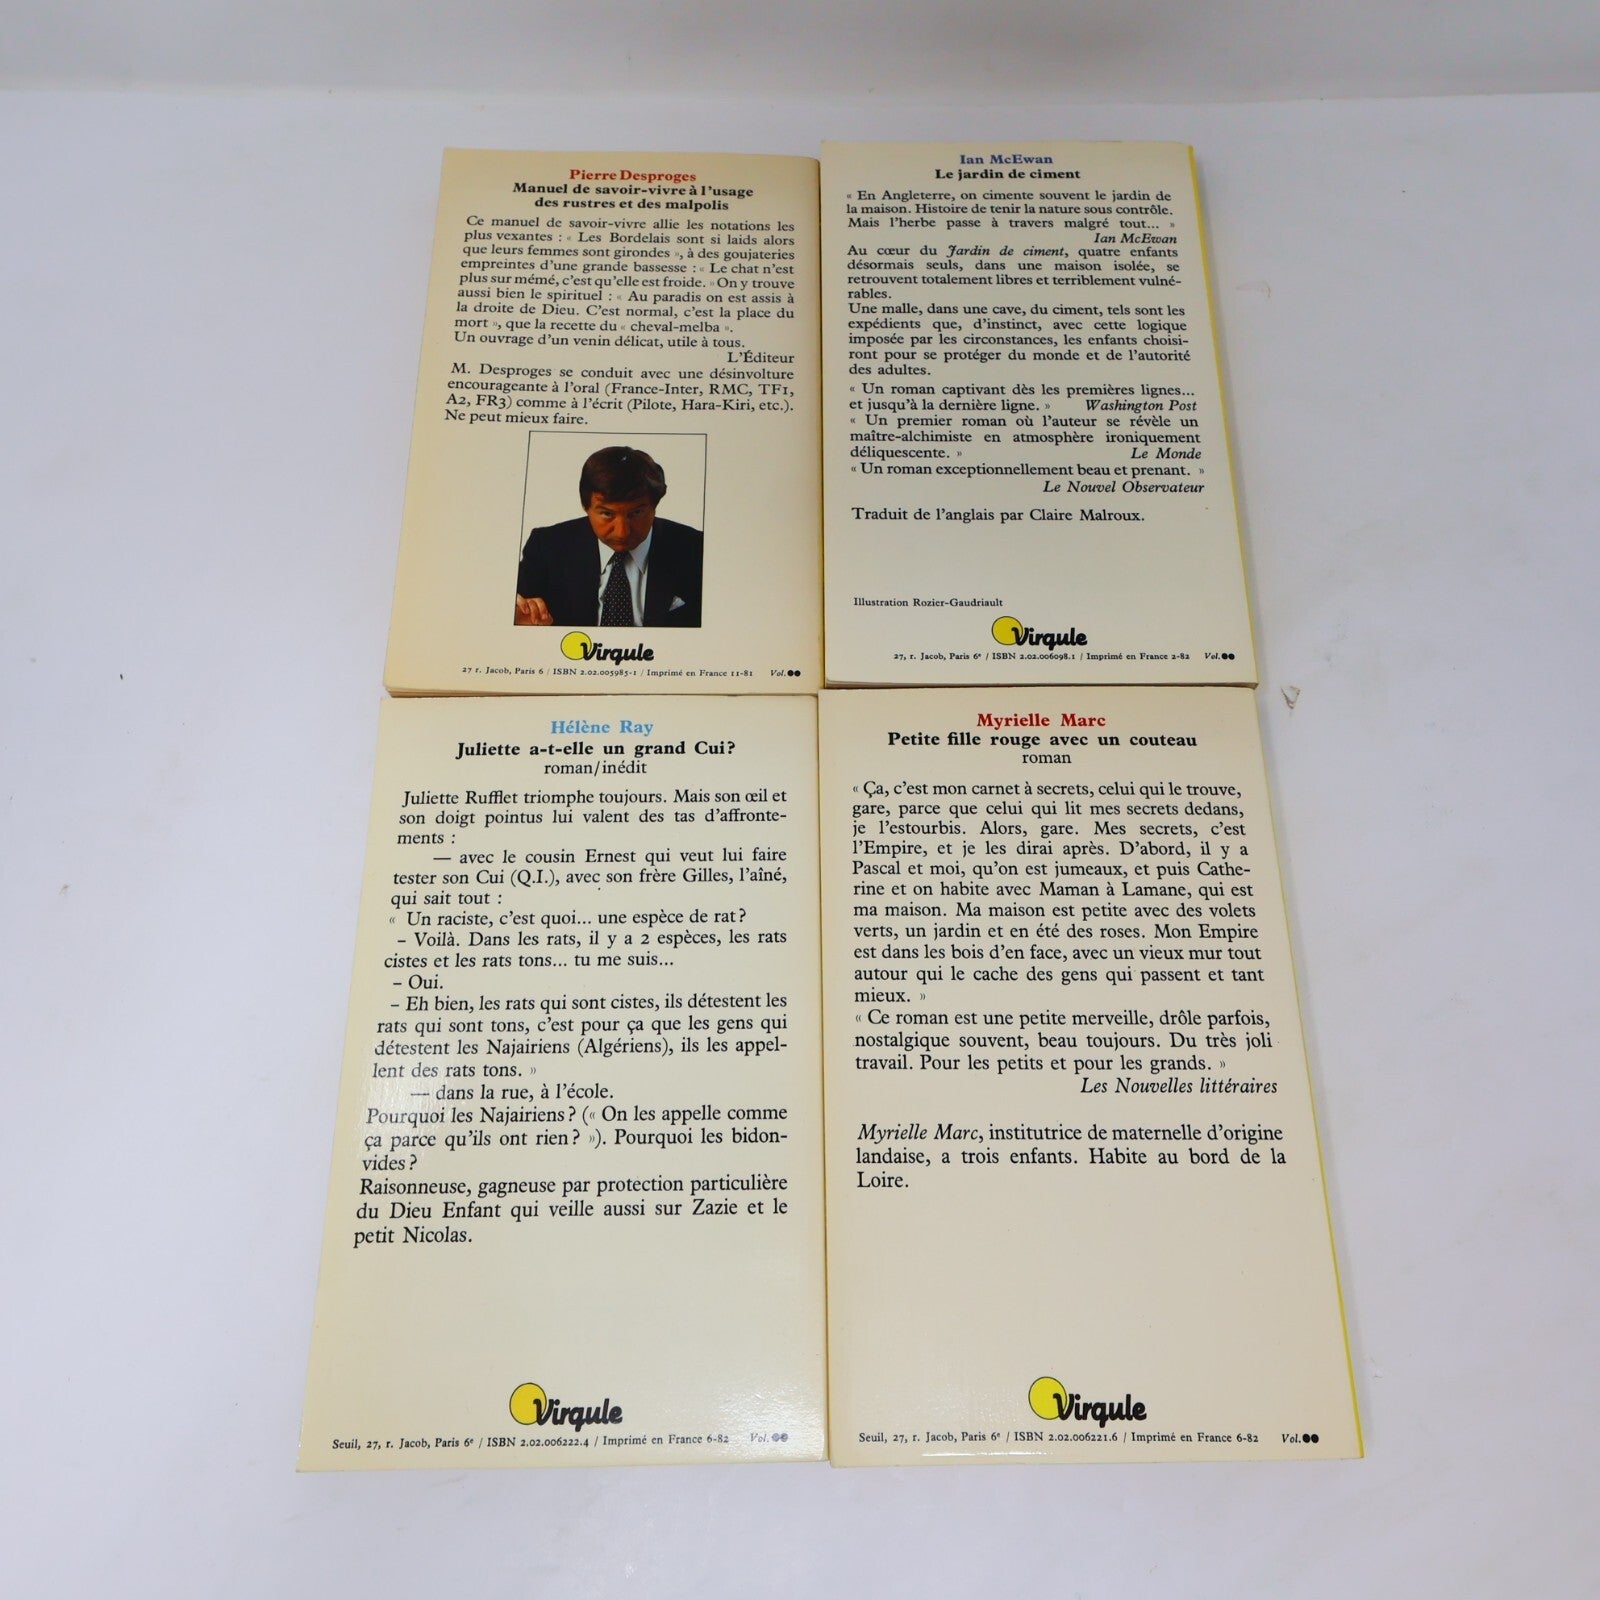 Pierre Desproges
Manuel de savoir-vivre à l'usage
des rustres et des malpolis
Ce manuel de savoir-vivre allie les notations les
plus vexantes : « Les Bordelais sont si laids alors
que leurs femmes sont girondes », à des goujateries
empreintes d'une grande bassesse : « Le chat n'est
plus sur mémé, c'est qu'elle est froide. » On y trouve
aussi bien le spirituel : « Au paradis on est assis à
la droite de Dieu. C'est normal, c'est la place du
mort », que la recette du « cheval-melba ».
Un ouvrage d'un venin délicat, utile à tous.
L'Éditeur
M. Desproges se conduit avec une désinvolture
encourageante à l'oral (France-Inter, RMC, TF1,
A2, FR3) comme à l'écrit (Pilote, Hara-Kiri, etc.).
Ne peut mieux faire.
Virgule
27 r. Jacob, Paris 6 / ISBN 2.02.005985-1 / Imprimé en France 11-81 Vol.●●
Ian McEwan
Le jardin de ciment
« En Angleterre, on cimente souvent le jardin de
la maison. Histoire de tenir la nature sous contrôle.
Mais l'herbe passe à travers malgré tout... »
Ian McEwan
Au cœur du Jardin de ciment, quatre enfants
désormais seuls, dans une maison isolée, se
retrouvent totalement libres et terriblement vulné-
rables.
Une malle, dans une cave, du ciment, tels sont les
expédients que, d'instinct, avec cette logique
imposée par les circonstances, les enfants choisi-
ront pour se protéger du monde et de l'autorité
des adultes.
« Un roman captivant dès les premières lignes...
et jusqu'à la dernière ligne. » Washington Post
« Un premier roman où l'auteur se révèle un
maître-alchimiste en atmosphère ironiquement
déliquescente. » Le Monde
« Un roman exceptionnellement beau et prenant. »
Le Nouvel Observateur
Traduit de l'anglais par Claire Malroux.
Illustration Rozier-Gaudriault
Virgule
27, r. Jacob, Paris 6e / ISBN 2.02.006098.1 / Imprimé en France 2-82 Vol.●●
Hélène Ray
Juliette a-t-elle un grand Cui?
roman/inédit
Juliette Rufflet triomphe toujours. Mais son œil et
son doigt pointus lui valent des tas d'affronte-
ments :
— avec le cousin Ernest qui veut lui faire
tester son Cui (Q.I.), avec son frère Gilles, l'aîné,
qui sait tout :
« Un raciste, c'est quoi... une espèce de rat?
– Voilà. Dans les rats, il y a 2 espèces, les rats
cistes et les rats tons... tu me suis...
– Oui.
– Eh bien, les rats qui sont cistes, ils détestent les
rats qui sont tons, c'est pour ça que les gens qui
détestent les Najairiens (Algériens), ils les appel-
lent des rats tons. »
— dans la rue, à l'école.
Pourquoi les Najairiens? (« On les appelle comme
ça parce qu'ils ont rien? »). Pourquoi les bidon-
vides?
Raisonneuse, gagneuse par protection particulière
du Dieu Enfant qui veille aussi sur Zazie et le
petit Nicolas.
Virgule
Seuil, 27, r. Jacob, Paris 6e / ISBN 2.02.006222.4 / Imprimé en France 6-82 Vol.●●
Myrielle Marc
Petite fille rouge avec un couteau
roman
« Ça, c'est mon carnet à secrets, celui qui le trouve,
gare, parce que celui qui lit mes secrets dedans,
je l'estourbis. Alors, gare. Mes secrets, c'est
l'Empire, et je les dirai après. D'abord, il y a
Pascal et moi, qu'on est jumeaux, et puis Cathe-
rine et on habite avec Maman à Lamane, qui est
ma maison. Ma maison est petite avec des volets
verts, un jardin et en été des roses. Mon Empire
est dans les bois d'en face, avec un vieux mur tout
autour qui le cache des gens qui passent et tant
mieux. »
« Ce roman est une petite merveille, drôle parfois,
nostalgique souvent, beau toujours. Du très joli
travail. Pour les petits et pour les grands. »
Les Nouvelles littéraires
Myrielle Marc, institutrice de maternelle d'origine
landaise, a trois enfants. Habite au bord de la
Loire.
Virgule
Seuil, 27, r. Jacob, Paris 6e / ISBN 2.02.006221.6 / Imprimé en France 6-82 Vol.●●